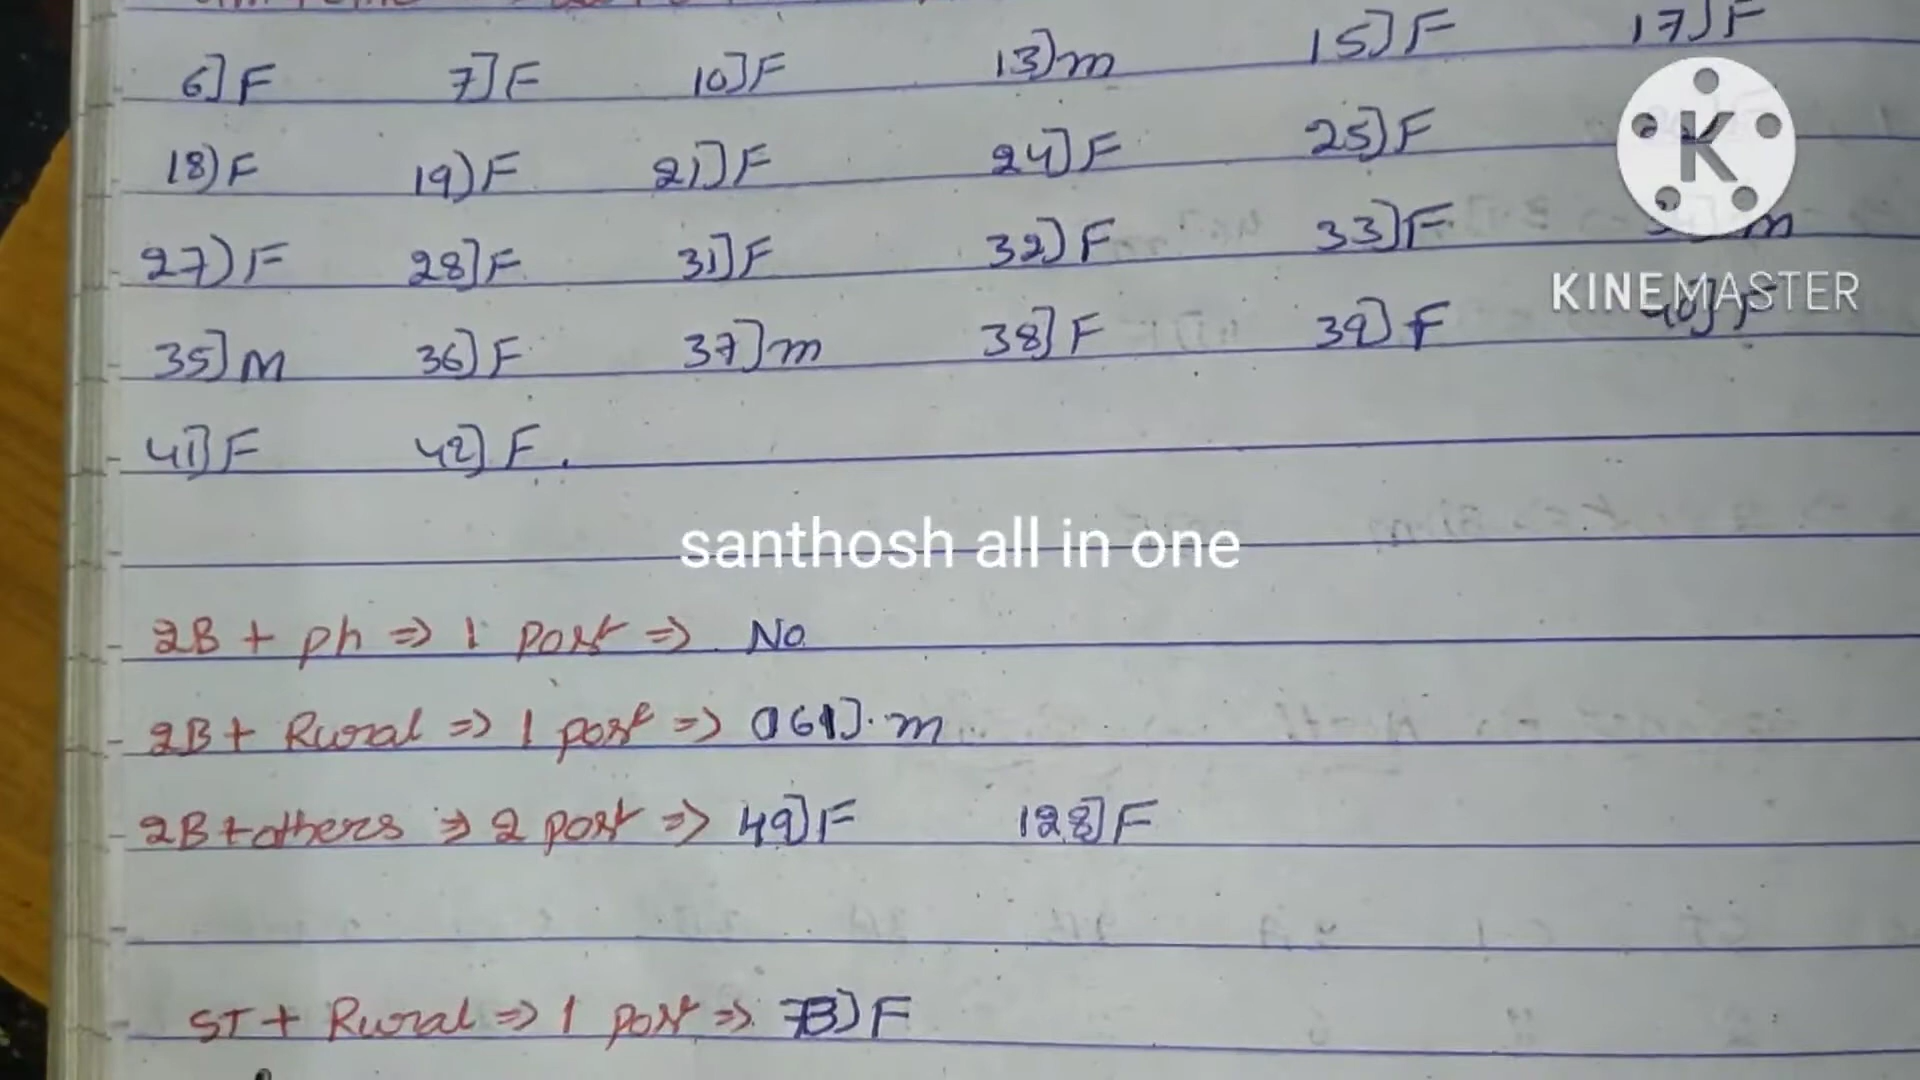 6]F 7]F 10]F 13]m 15]F 17]F
18)F 19)F 21]F 24]F 25)F
27)F 28]F 31]F 32)F 33)F m
35]M 36)F 37]m 38]F 39)F 40]F
41]F 42]F.
KINEMASTER
santhosh all in one
2B + ph => 1 post => No
2B + Rural => 1 post => m
2B + others => 2 post => 49]F 128]F
ST + Rural => 1 post => F